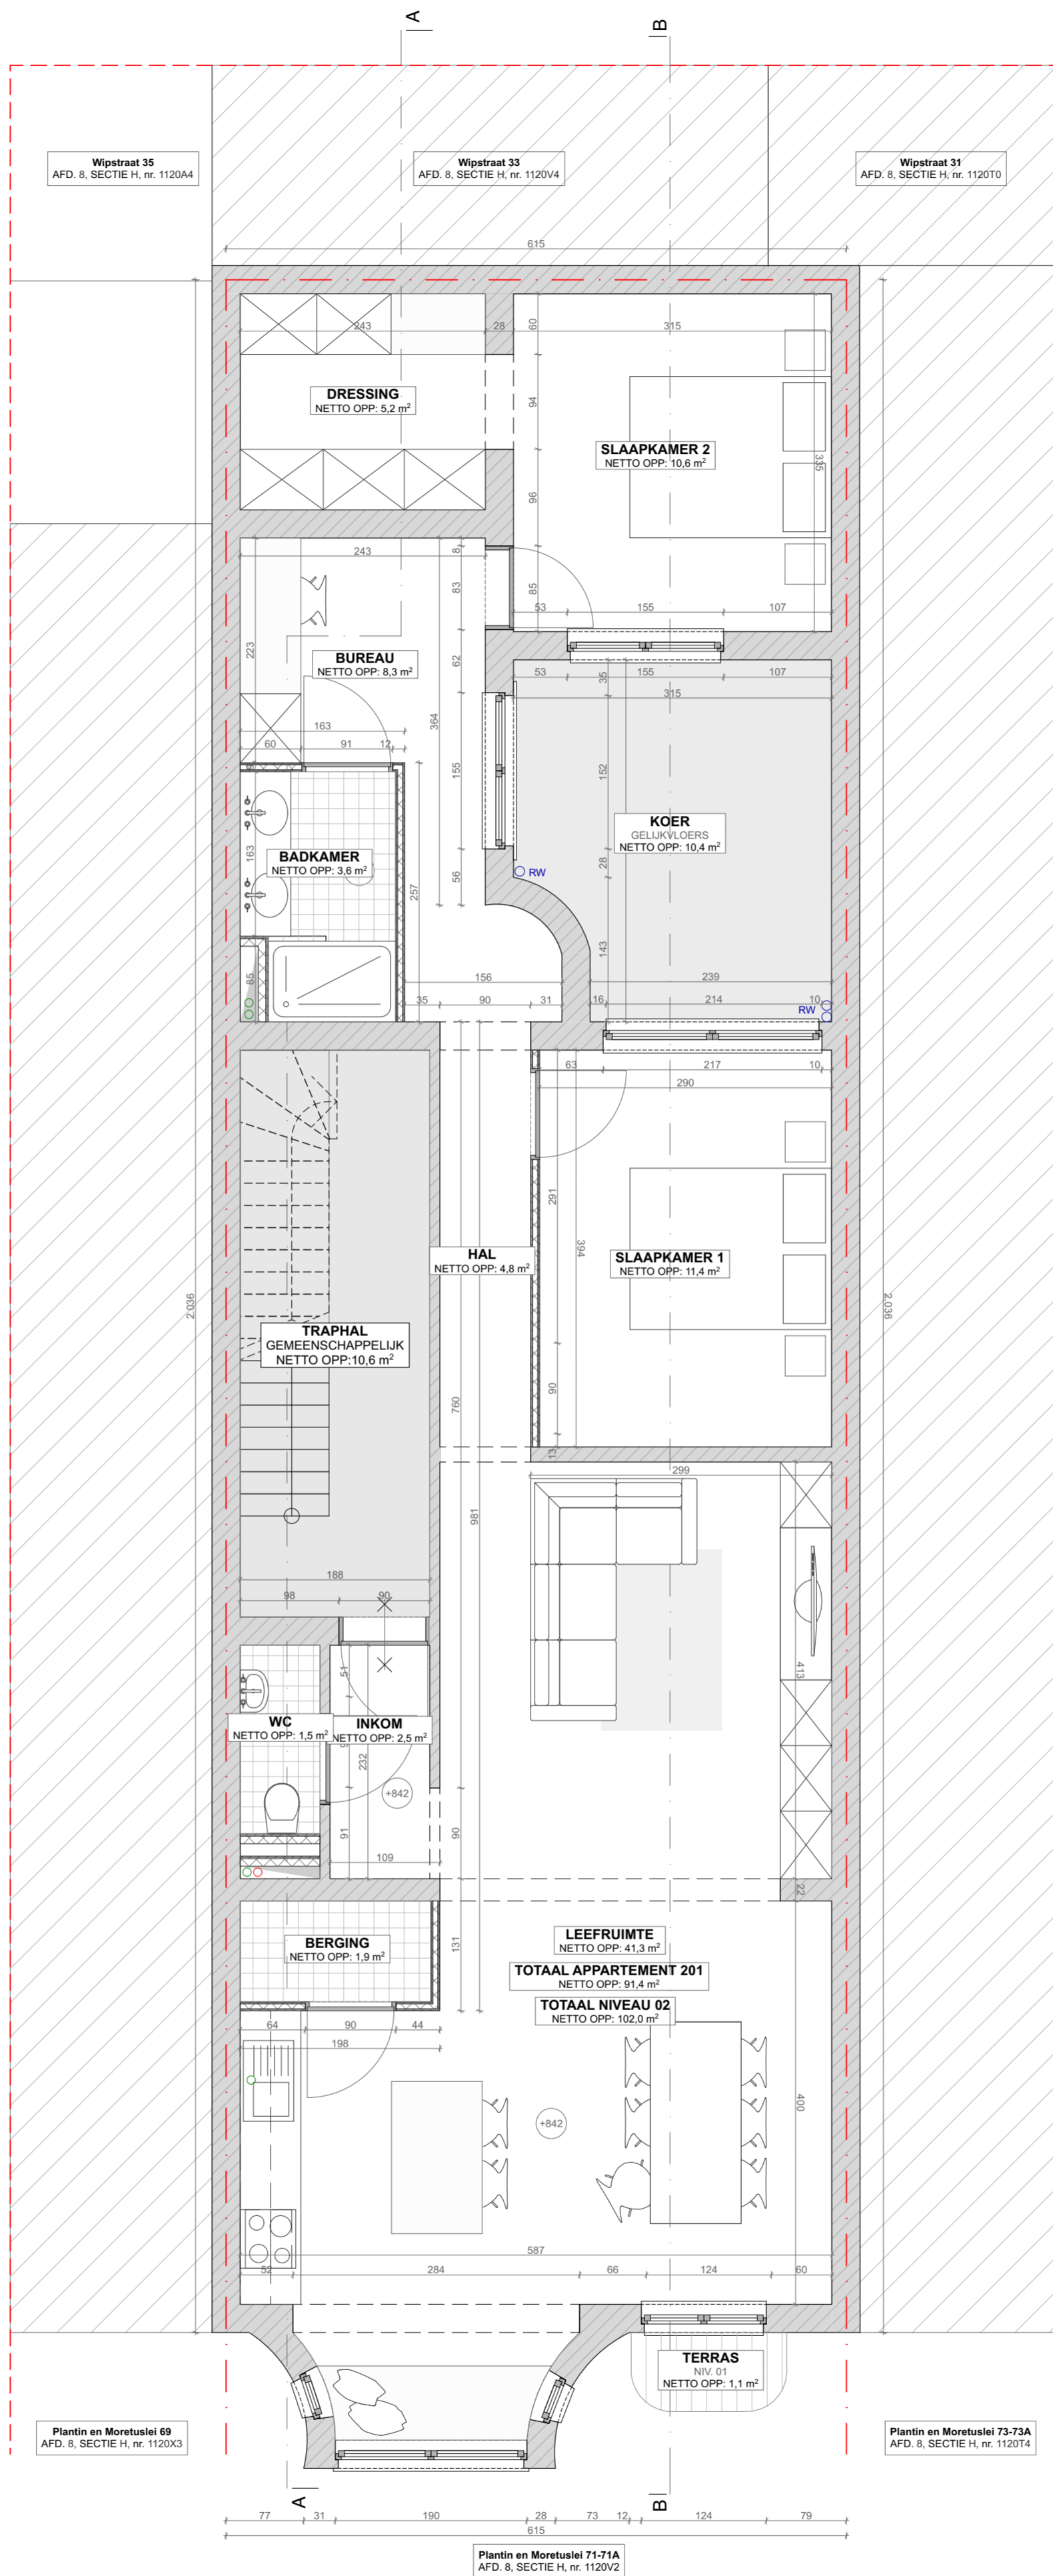 A
B
Wipstraat 35
AFD. 8, SECTIE H, nr. 1120A4
Wipstraat 33
AFD. 8, SECTIE H, nr. 1120V4
Wipstraat 31
AFD. 8, SECTIE H, nr. 1120T0
615
243
28
315
60
DRESSING
NETTO OPP: 5,2 m²
94
SLAAPKAMER 2
NETTO OPP: 10,6 m²
335
96
243
8
83
85
53
155
107
223
BUREAU
NETTO OPP: 8,3 m²
62
53
155
107
35
315
364
163
60
91
12
155
152
KOER
GELIJKVLOERS
NETTO OPP: 10,4 m²
163
BADKAMER
NETTO OPP: 3,6 m²
28
RW
56
257
143
85
156
239
35
90
31
16
214
10
RW
63
217
10
290
291
394
HAL
NETTO OPP: 4,8 m²
SLAAPKAMER 1
NETTO OPP: 11,4 m²
2.036
2.036
TRAPHAL
GEMEENSCHAPPELIJK
NETTO OPP:10,6 m²
90
760
13
299
981
188
98
90
51
413
WC
NETTO OPP: 1,5 m²
INKOM
NETTO OPP: 2,5 m²
232
+842
91
90
109
22
BERGING
NETTO OPP: 1,9 m²
131
LEEFRUIMTE
NETTO OPP: 41,3 m²
TOTAAL APPARTEMENT 201
NETTO OPP: 91,4 m²
TOTAAL NIVEAU 02
NETTO OPP: 102,0 m²
64
90
44
198
400
+842
587
52
284
66
124
60
TERRAS
NIV. 01
NETTO OPP: 1,1 m²
Plantin en Moretuslei 69
AFD. 8, SECTIE H, nr. 1120X3
Plantin en Moretuslei 73-73A
AFD. 8, SECTIE H, nr. 1120T4
A
B
77
31
190
28
73
12
124
79
615
Plantin en Moretuslei 71-71A
AFD. 8, SECTIE H, nr. 1120V2